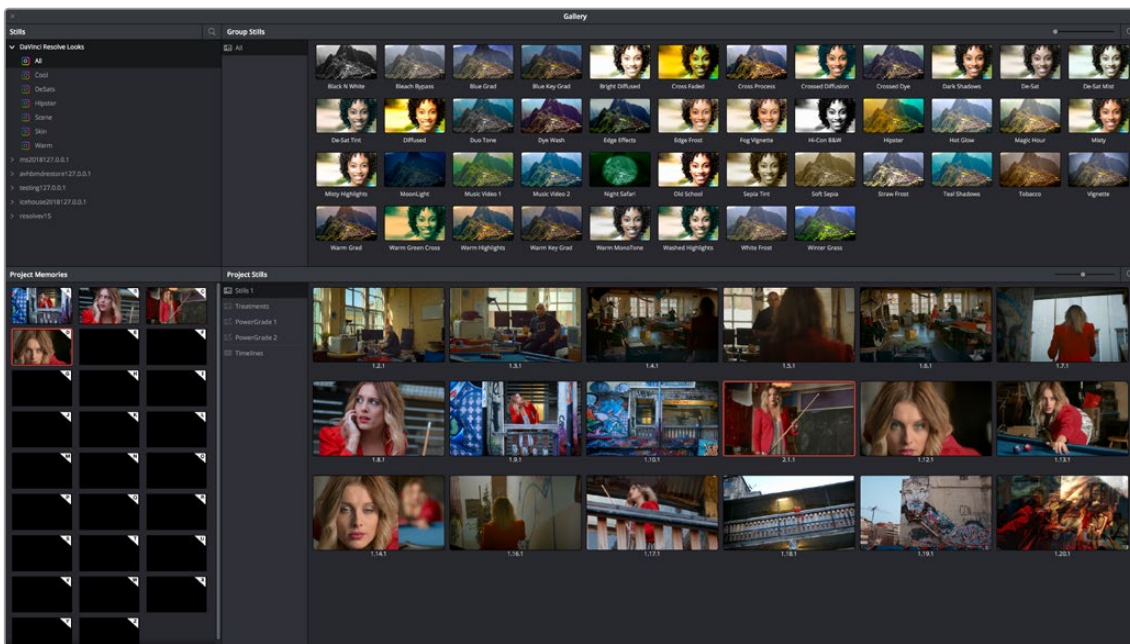 Gallery
Stills
Group Stills
DaVinci Resolve Looks
All
Cool
DeSats
Hipster
Scene
Skin
Warm
ms2018127.0.0.1
avhbmdrestore127.0.0.1
testing127.0.0.1
icehouse2018127.0.0.1
resolvev15
All
Black N White Bleach Bypass Blue Grad Blue Key Grad Bright Diffused Cross Faded Cross Process Crossed Diffusion Crossed Dye Dark Shadows De-Sat De-Sat Mist
De-Sat Tint Diffused Duo Tone Dye Wash Edge Effects Edge Frost Fog Vignette Hi-Con B&W Hipster Hot Glow Magic Hour Misty
Misty Highlights MoonLight Music Video 1 Music Video 2 Night Safari Old School Sepia Tint Soft Sepia Straw Frost Teal Shadows Tobacco Vignette
Warm Grad Warm Green Cross Warm Highlights Warm Key Grad Warm MonoTone Washed Highlights White Frost Winter Grass
Project Memories
Project Stills
Stills 1
Treatments
PowerGrade 1
PowerGrade 2
Timelines
1.2.1 1.3.1 1.4.1 1.5.1 1.6.1 1.7.1
1.8.1 1.9.1 1.10.1 2.1.1 1.12.1 1.13.1
1.14.1 1.16.1 1.17.1 1.18.1 1.19.1 1.20.1